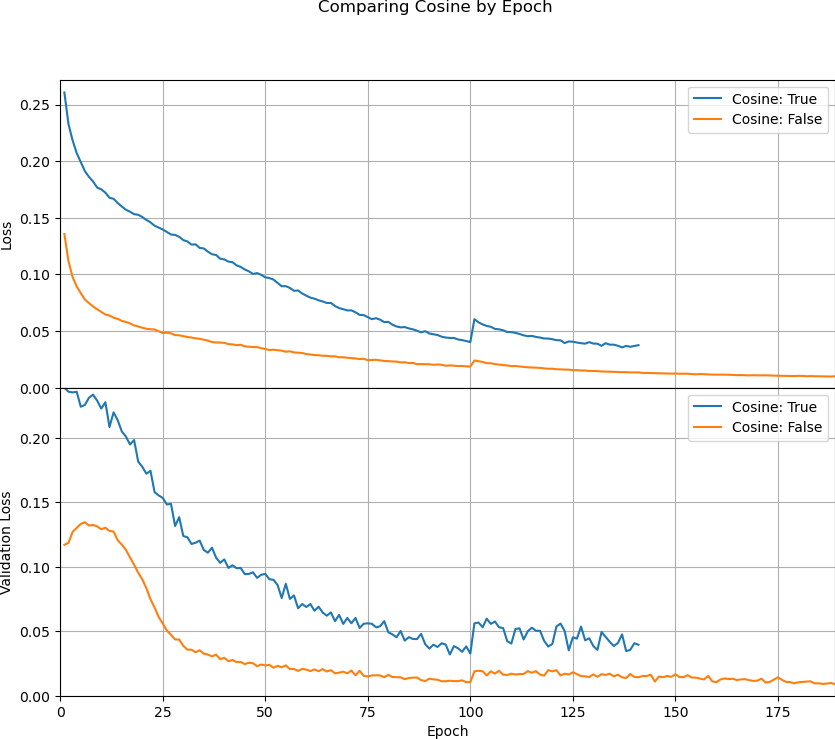 Comparing Cosine by Epoch
Loss
0.25
0.20
0.15
0.10
0.05
0.00
Cosine: True
Cosine: False
Validation Loss
0.20
0.15
0.10
0.05
0.00
Cosine: True
Cosine: False
0 25 50 75 100 125 150 175
Epoch